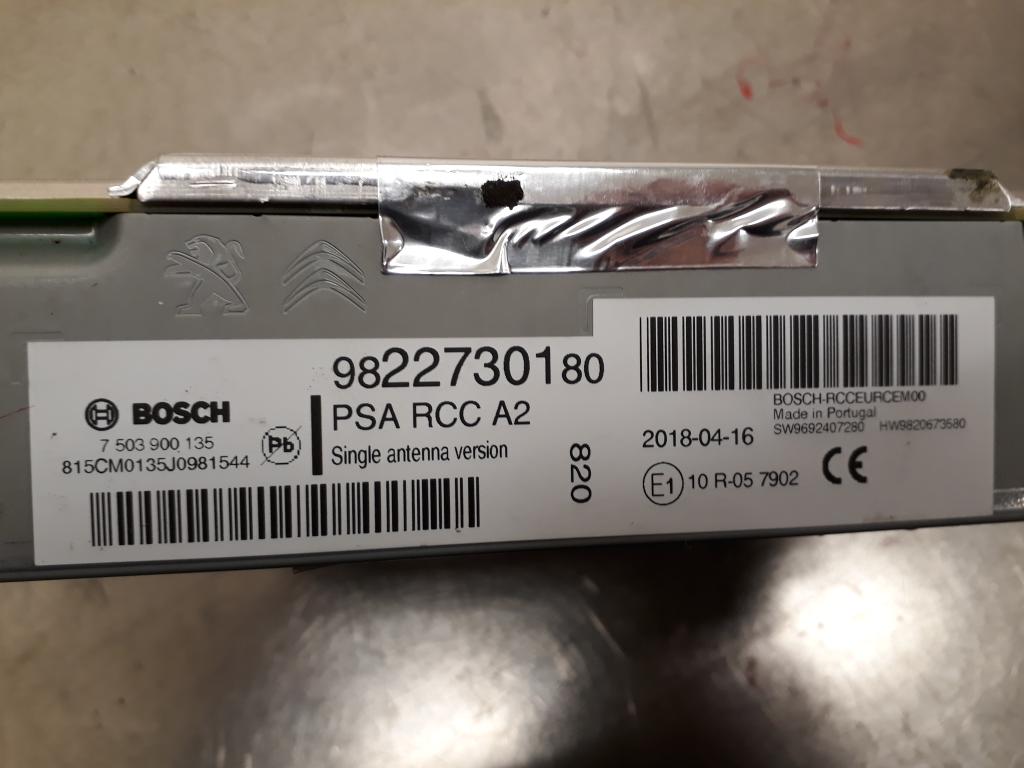 9822730180
BOSCH
PSA RCC A2
7 503 900 135
Pb
Single antenna version
815CM0135J0981544
820
BOSCH-RCCEURCEM00
Made in Portugal
SW9692407280 HW9820673580
2018-04-16
E1 10 R-05 7902
CE